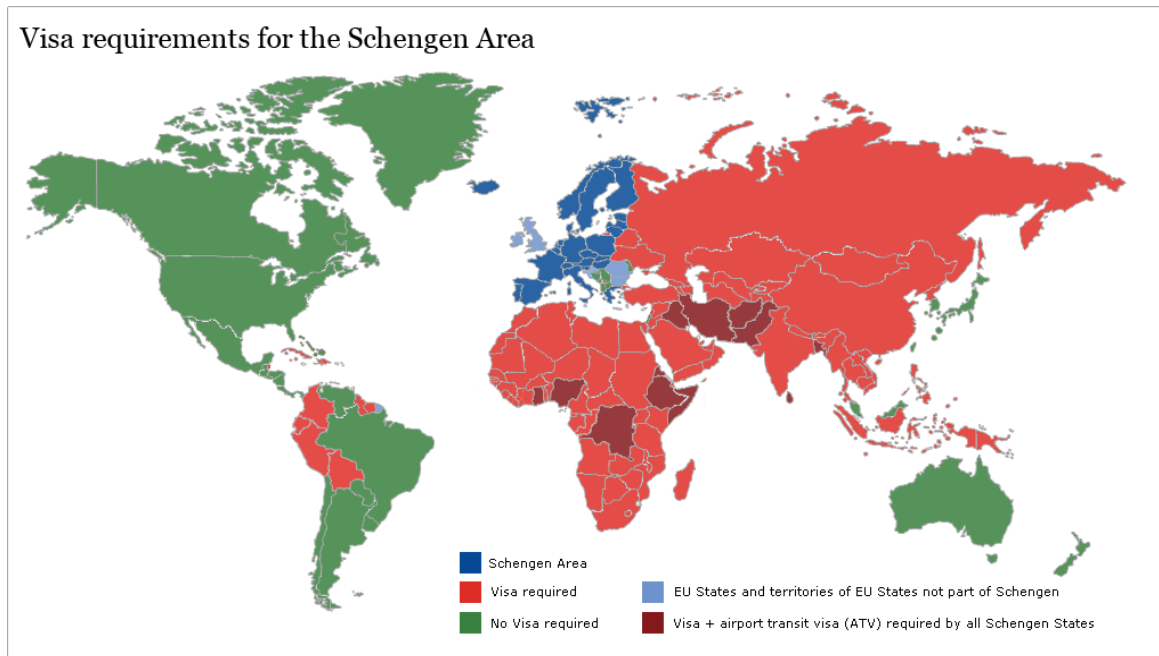 Visa requirements for the Schengen Area
Schengen Area
Visa required
EU States and territories of EU States not part of Schengen
No Visa required
Visa + airport transit visa (ATV) required by all Schengen States